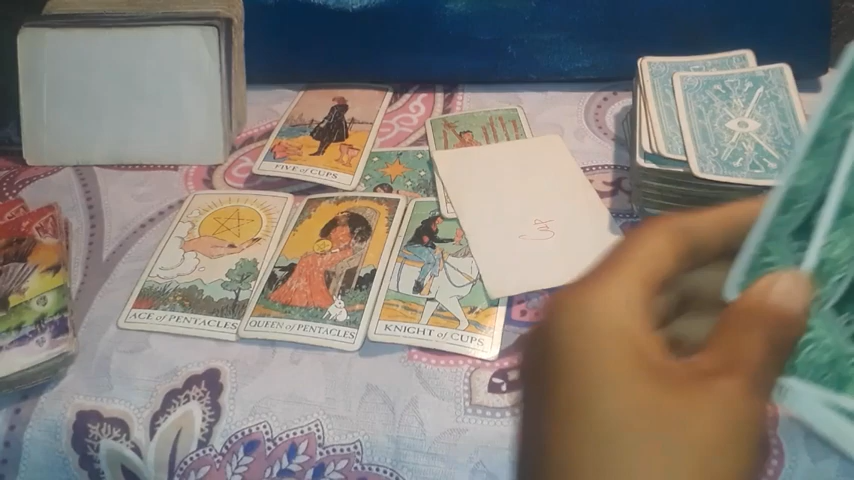 FIVE of CUPS
ACE of PENTACLES
QUEEN of PENTACLES
KNIGHT of CUPS.